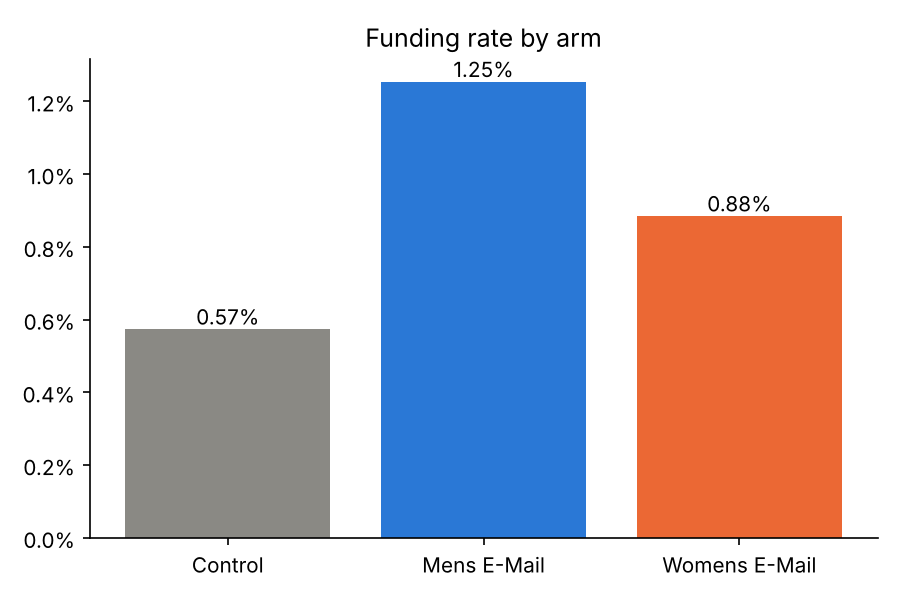 Funding rate by arm
1.25%
1.2%
1.0%
0.88%
0.8%
0.57%
0.6%
0.4%
0.2%
0.0%
Control
Mens E-Mail
Womens E-Mail